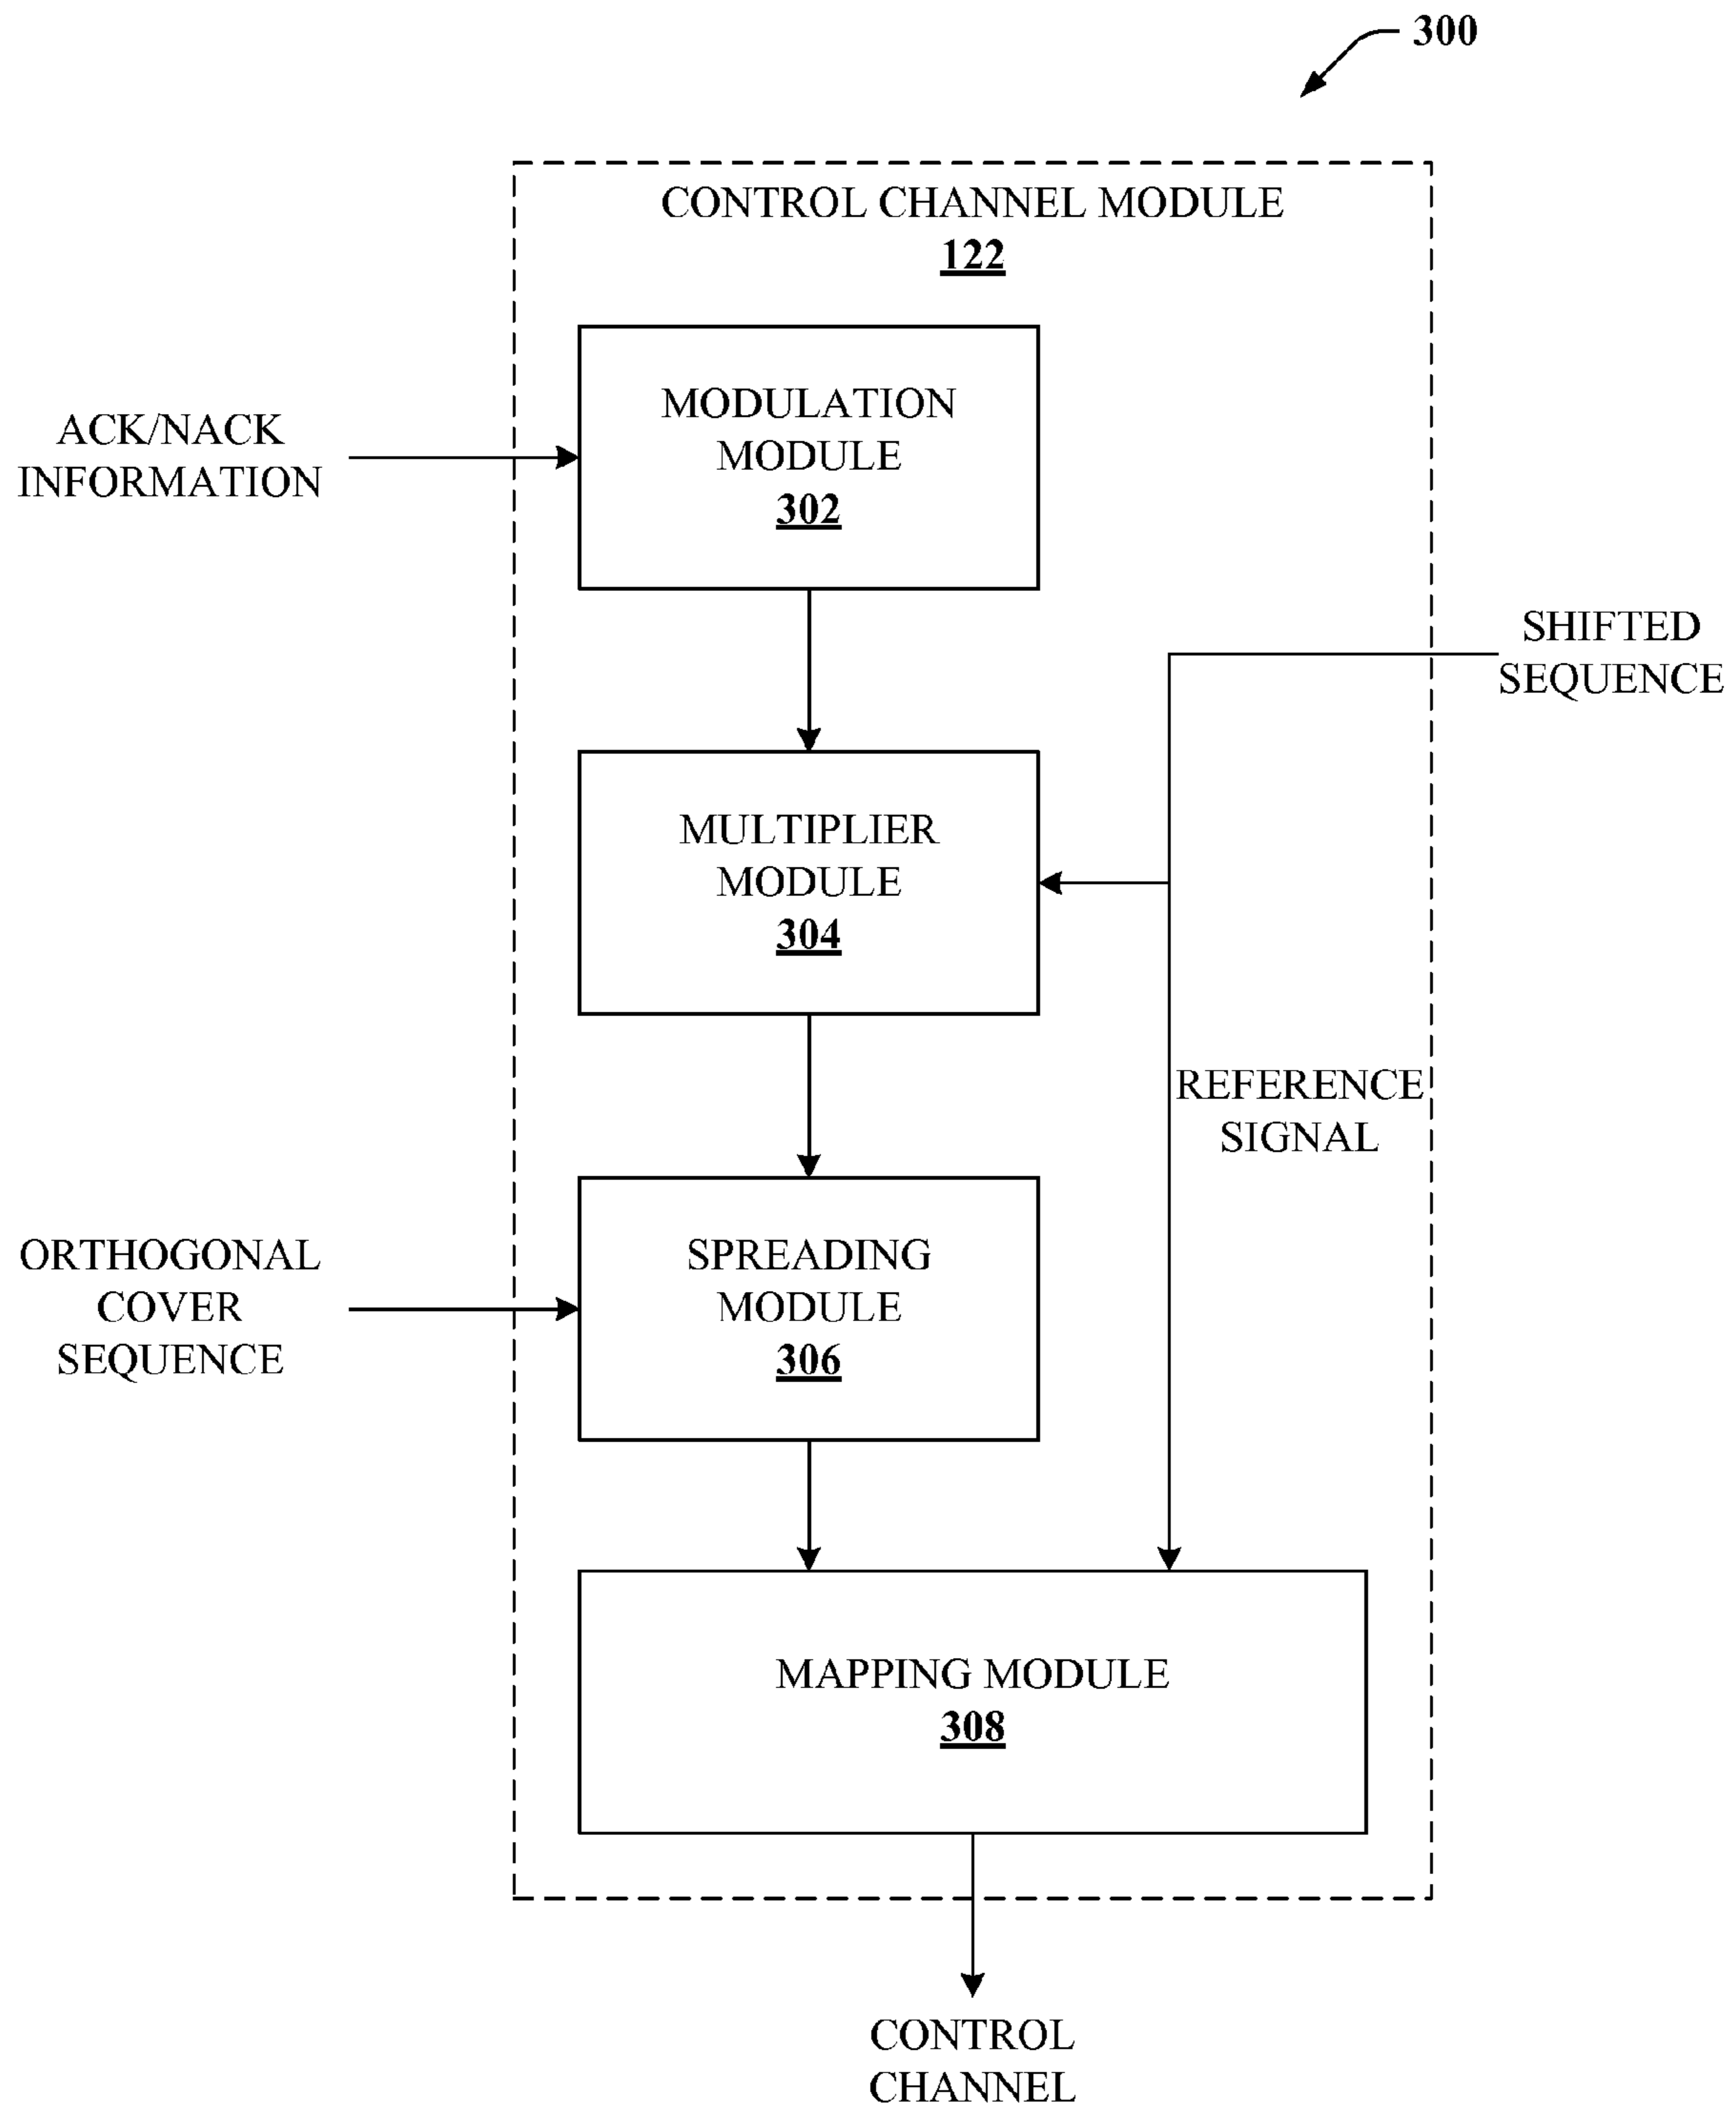 300
CONTROL CHANNEL MODULE
122
MODULATION
MODULE
302
ACK/NACK
INFORMATION
SHIFTED
SEQUENCE
MULTIPLIER
MODULE
304
REFERENCE
SIGNAL
ORTHOGONAL
COVER
SEQUENCE
SPREADING
MODULE
306
MAPPING MODULE
308
CONTROL
CHANNEL